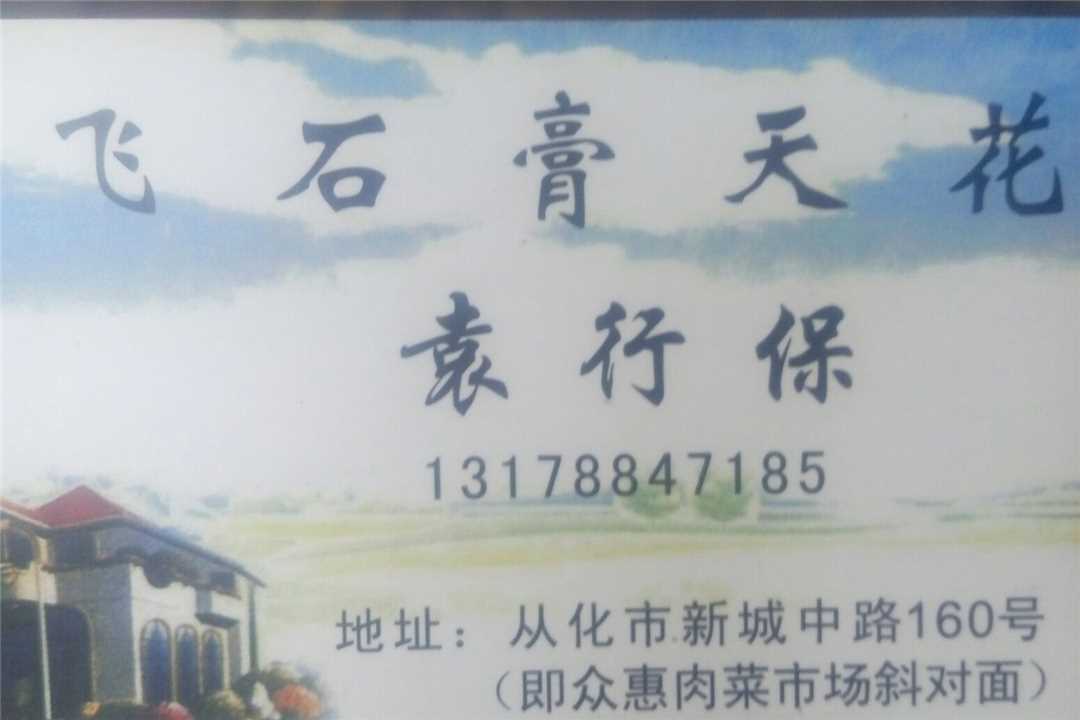 飞石膏天花
袁行保
13178847185
地址：从化市新城中路160号
（即众惠肉菜市场斜对面）